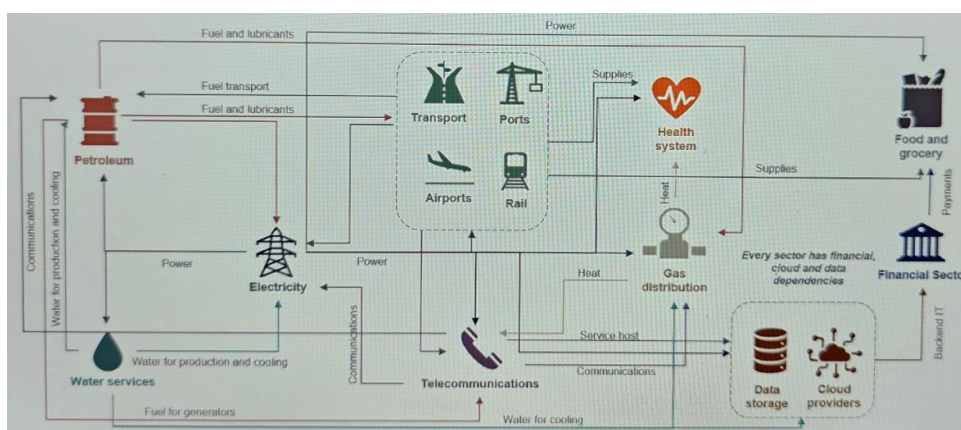 Power
Fuel and lubricants
Fuel transport
Fuel and lubricants
Transport
Ports
Airports
Rail
Supplies
Health
system
Food and
grocery
Petroleum
Supplies
Heat
Payments
Communications
Water for production and cooling
Power
Electricity
Power
Gas
distribution
Every sector has financial,
cloud and data
dependencies
Financial Secto
Heat
Communications
Water services
Water for production and cooling
Telecommunications
Service host
Communications
Data
storage
Cloud
providers
Backend IT
Fuel for generators
Water for cooling